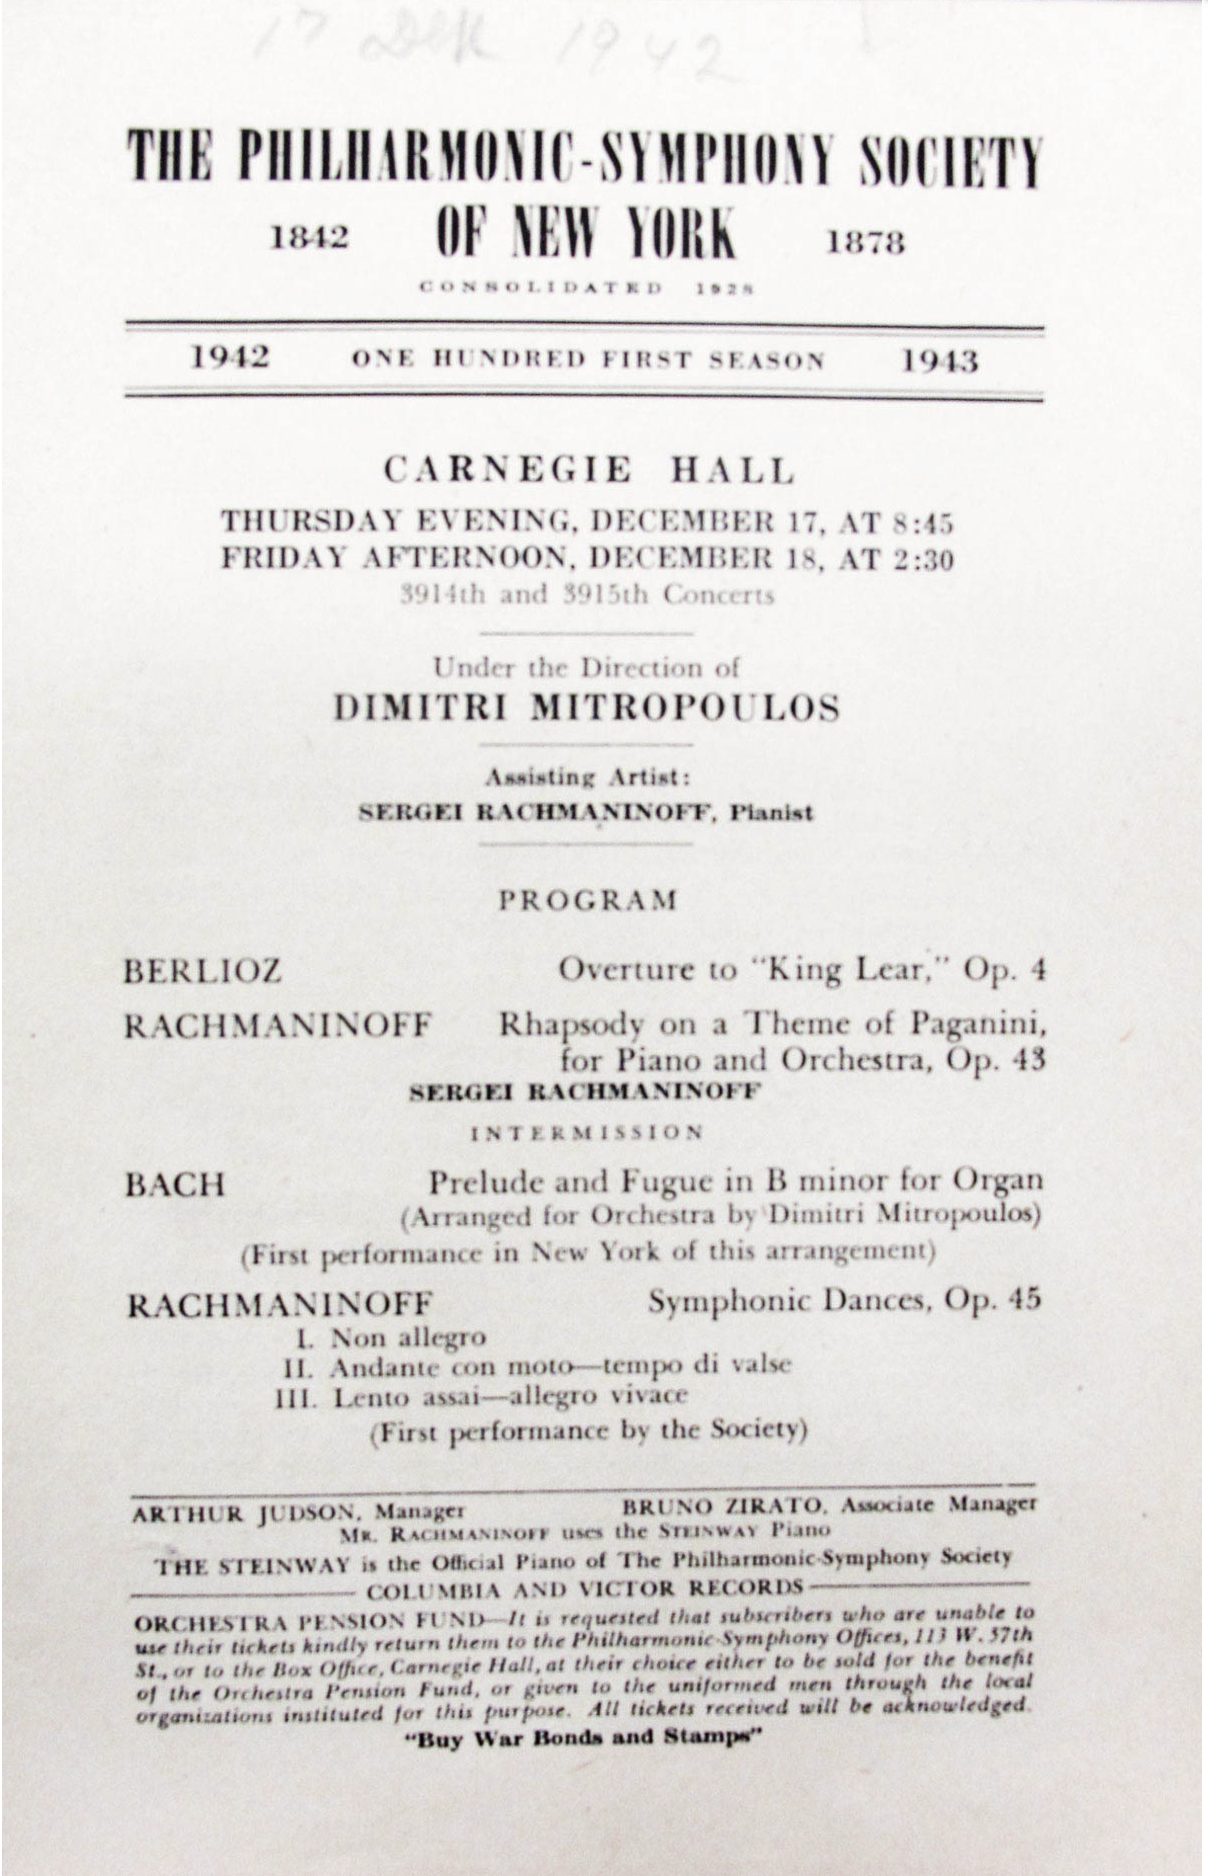 17 Dek 1942
THE PHILHARMONIC-SYMPHONY SOCIETY
1842 OF NEW YORK 1878
CONSOLIDATED 1928
1942 ONE HUNDRED FIRST SEASON 1943
CARNEGIE HALL
THURSDAY EVENING, DECEMBER 17, AT 8:45
FRIDAY AFTERNOON, DECEMBER 18, AT 2:30
3914th and 3915th Concerts
Under the Direction of
DIMITRI MITROPOULOS
Assisting Artist:
SERGEI RACHMANINOFF, Pianist
PROGRAM
BERLIOZ Overture to "King Lear," Op. 4
RACHMANINOFF Rhapsody on a Theme of Paganini,
for Piano and Orchestra, Op. 43
SERGEI RACHMANINOFF
INTERMISSION
BACH Prelude and Fugue in B minor for Organ
(Arranged for Orchestra by Dimitri Mitropoulos)
(First performance in New York of this arrangement)
RACHMANINOFF Symphonic Dances, Op. 45
I. Non allegro
II. Andante con moto—tempo di valse
III. Lento assai—allegro vivace
(First performance by the Society)
ARTHUR JUDSON, Manager BRUNO ZIRATO, Associate Manager
MR. RACHMANINOFF uses the STEINWAY Piano
THE STEINWAY is the Official Piano of The Philharmonic-Symphony Society
COLUMBIA AND VICTOR RECORDS
ORCHESTRA PENSION FUND—It is requested that subscribers who are unable to
use their tickets kindly return them to the Philharmonic-Symphony Offices, 113 W. 57th
St., or to the Box Office, Carnegie Hall, at their choice either to be sold for the benefit
of the Orchestra Pension Fund, or given to the uniformed men through the local
organizations instituted for this purpose. All tickets received will be acknowledged.
"Buy War Bonds and Stamps"